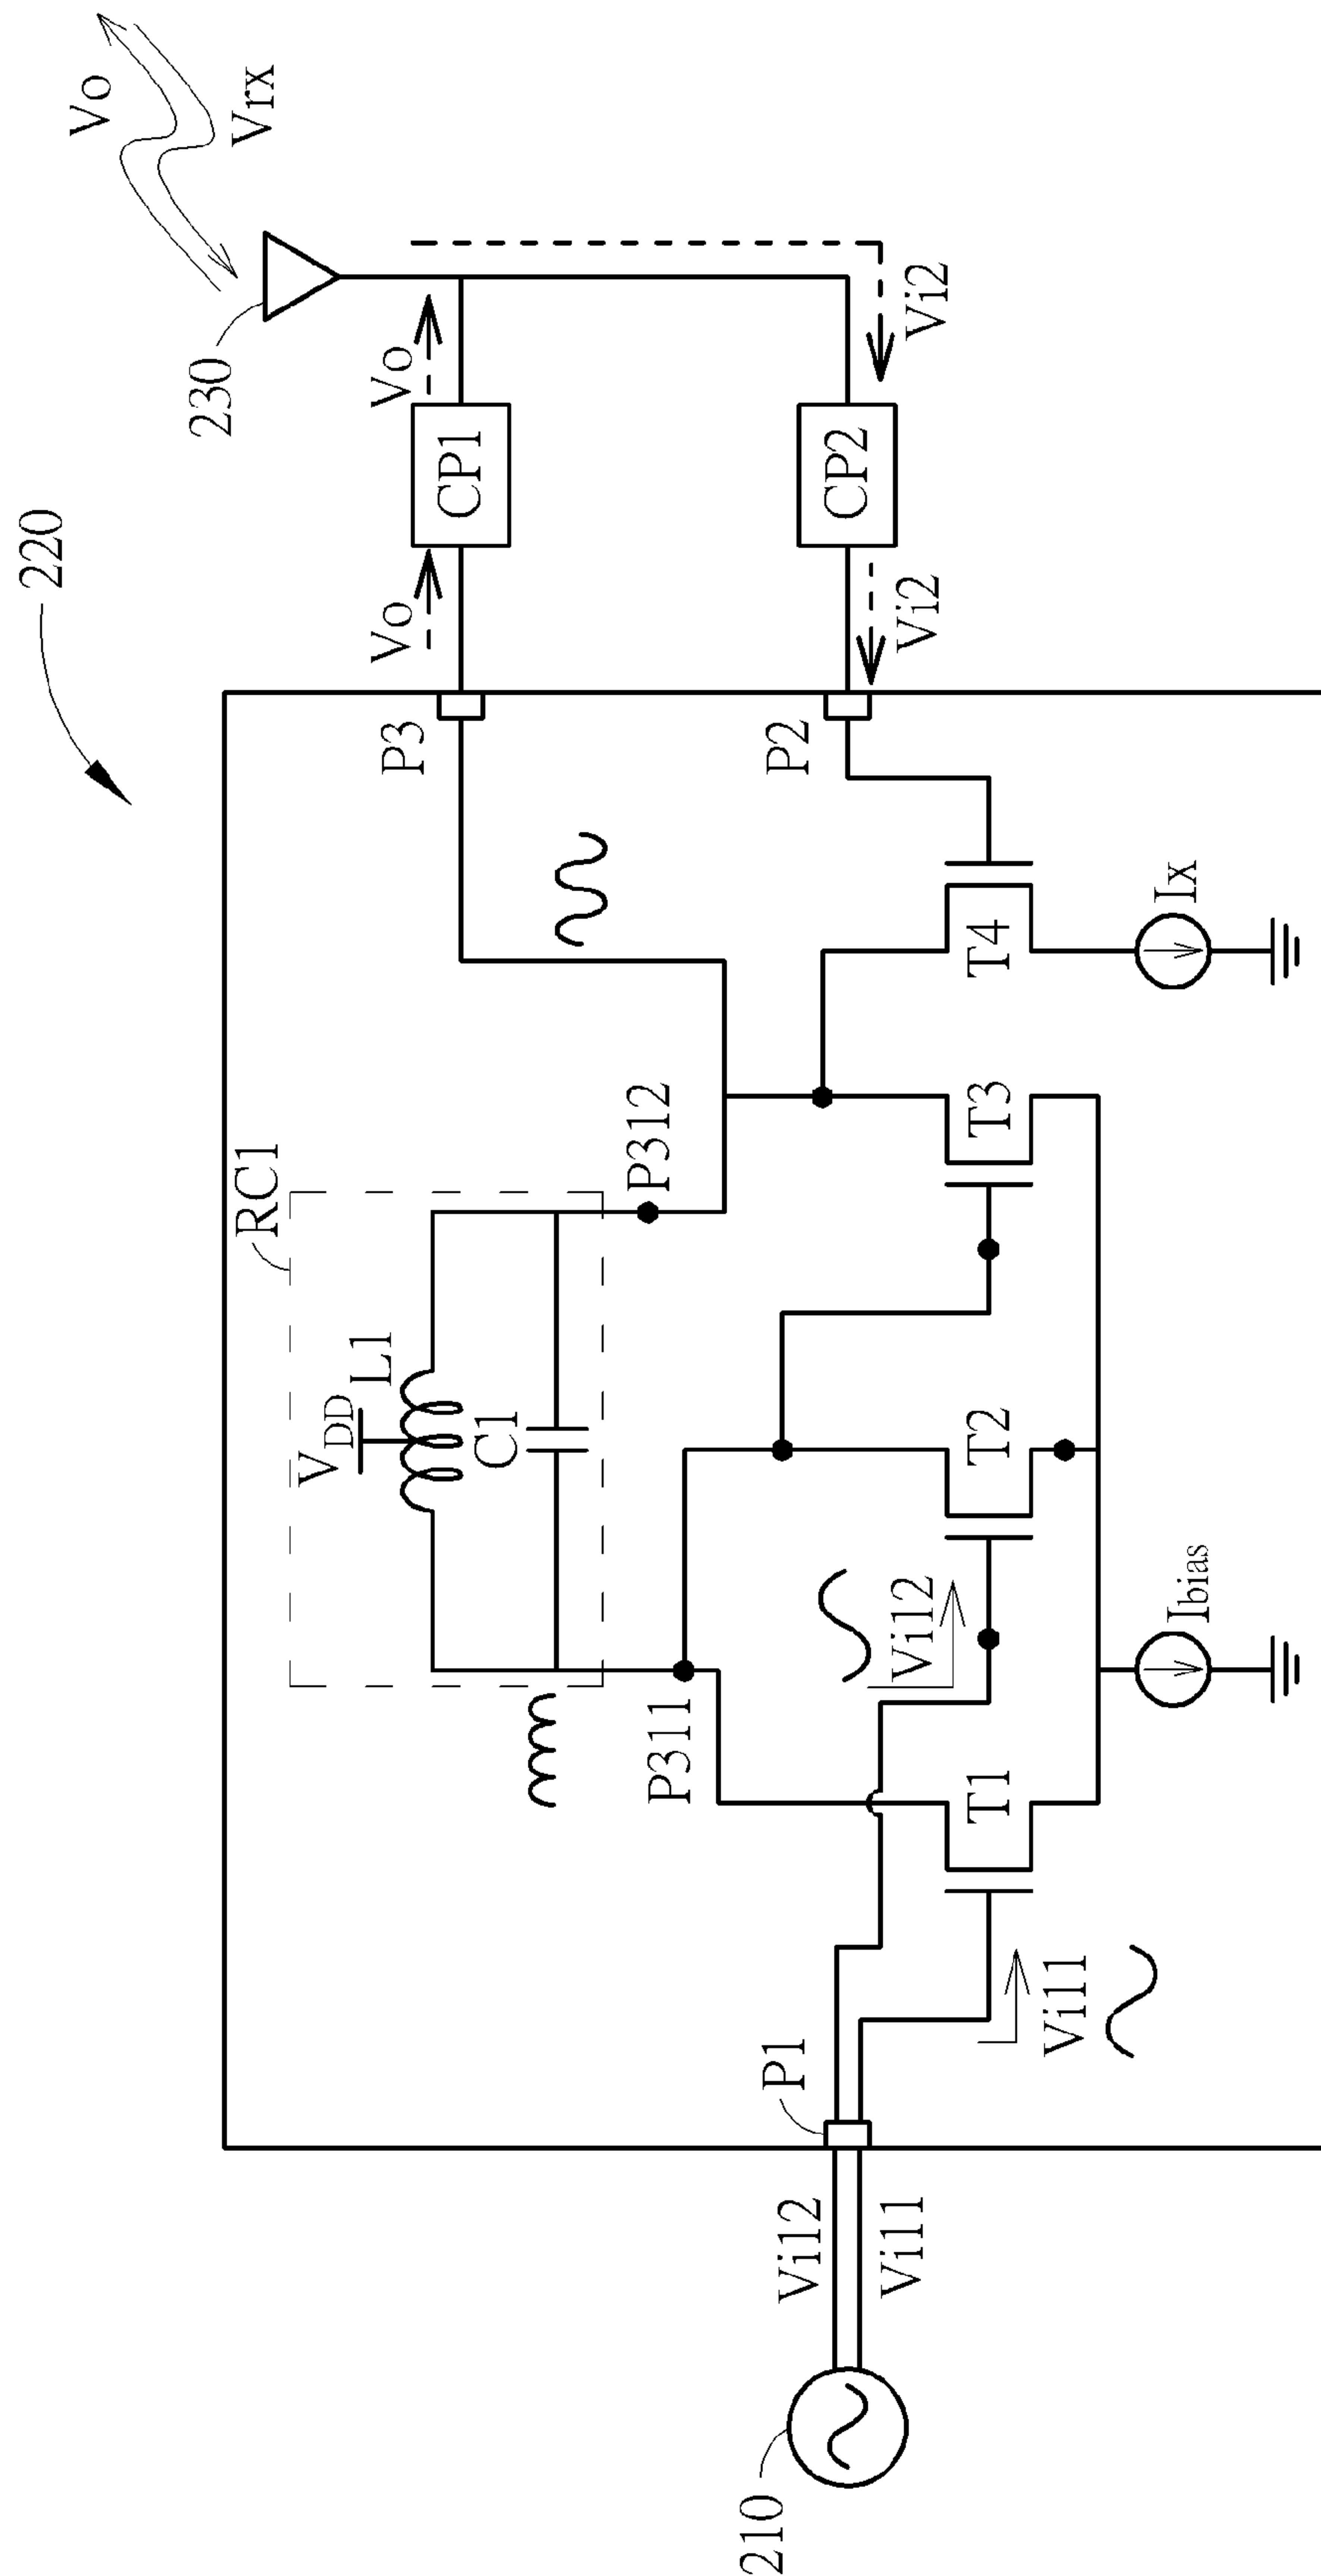 220
Vo
Vrx
230
RC1
VDD
L1
C1
P312
P311
P3
Vo
CP1
Vo
P1
P2
CP2
Vi2
Vi2
210
Vi12
Vi11
Vi12
Vi11
T1
T2
T3
T4
Ibias
Ix